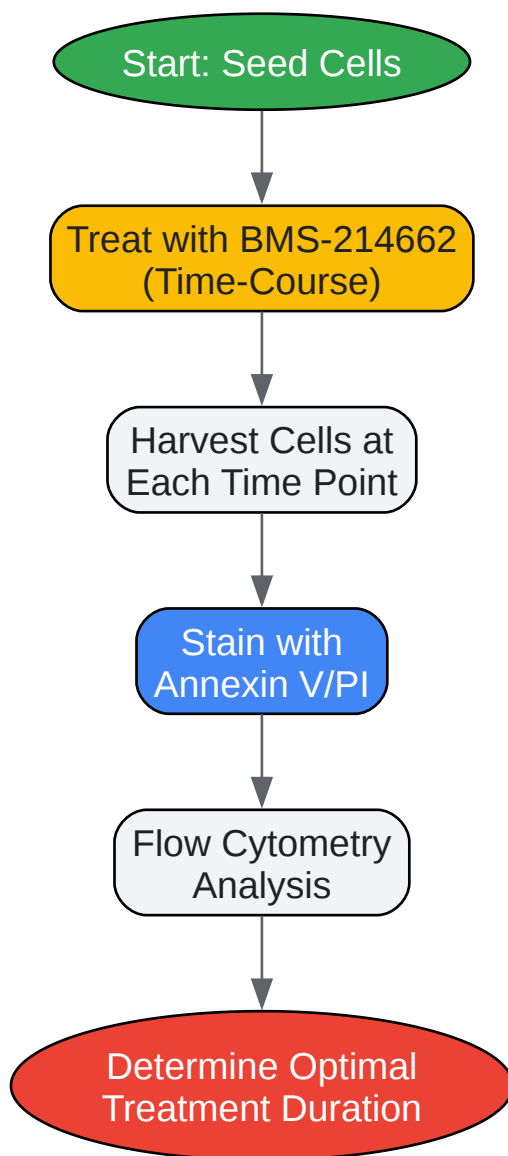 Start: Seed Cells
Treat with BMS-214662
(Time-Course)
Harvest Cells at
Each Time Point
Stain with
Annexin V/PI
Flow Cytometry
Analysis
Determine Optimal
Treatment Duration